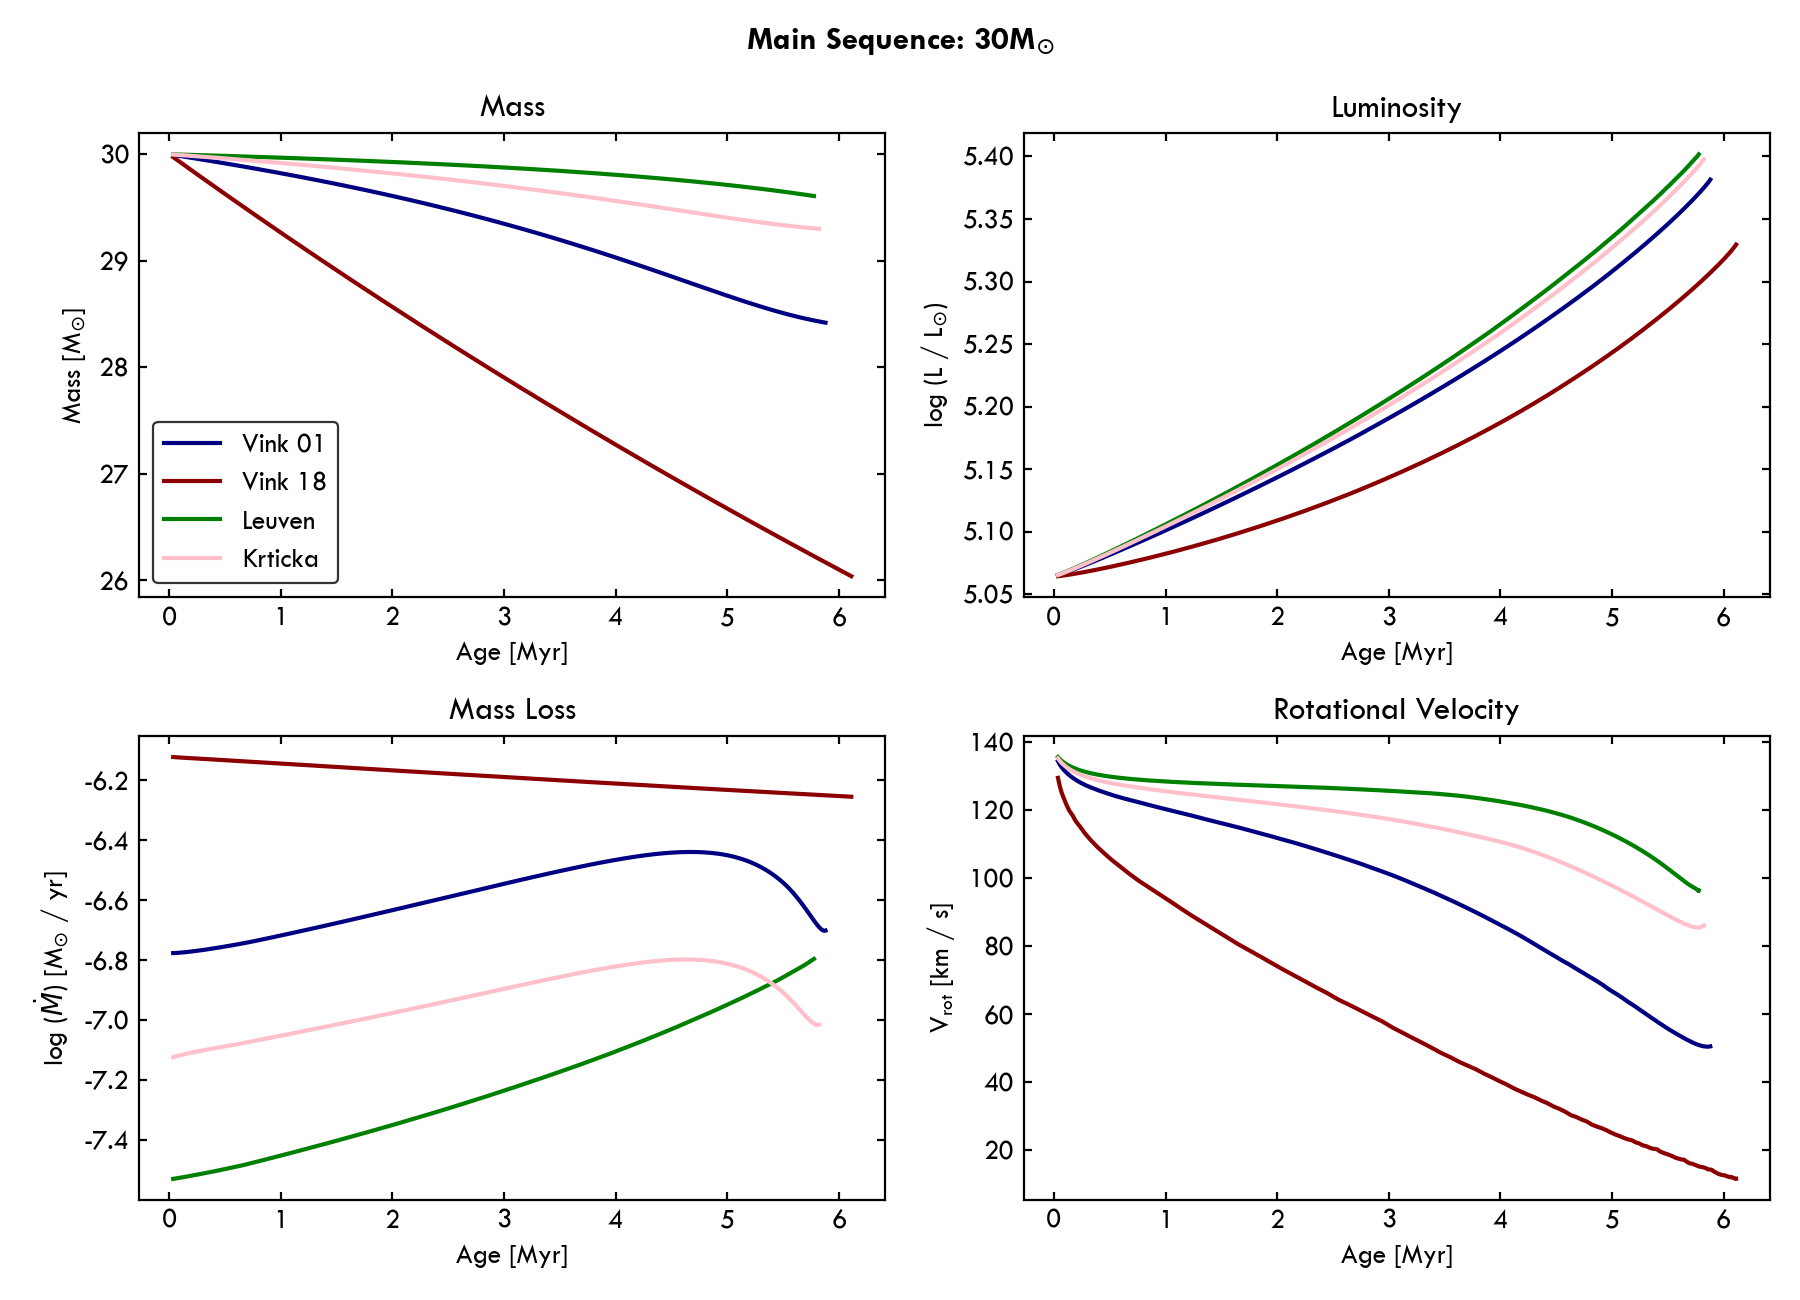 Main Sequence: 30M⊙
Mass
Mass [M⊙]
30
29
28
27
26
Vink 01
Vink 18
Leuven
Krticka
0 1 2 3 4 5 6
Age [Myr]
Luminosity
log (L / L⊙)
5.40
5.35
5.30
5.25
5.20
5.15
5.10
5.05
0 1 2 3 4 5 6
Age [Myr]
Mass Loss
log (Ṁ) [M⊙ / yr]
-6.2
-6.4
-6.6
-6.8
-7.0
-7.2
-7.4
0 1 2 3 4 5 6
Age [Myr]
Rotational Velocity
Vrot [km / s]
140
120
100
80
60
40
20
0 1 2 3 4 5 6
Age [Myr]